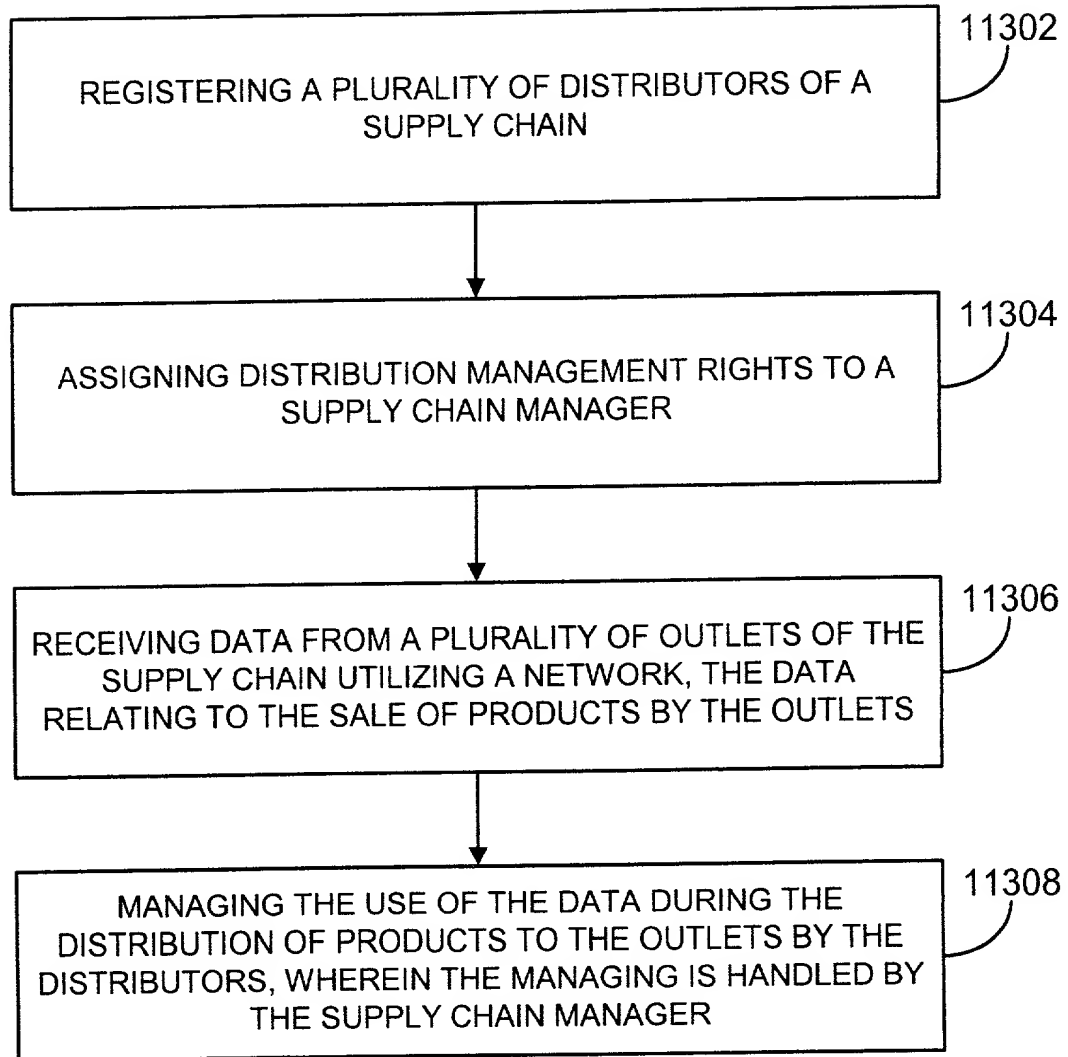 11302
REGISTERING A PLURALITY OF DISTRIBUTORS OF A
SUPPLY CHAIN
11304
ASSIGNING DISTRIBUTION MANAGEMENT RIGHTS TO A
SUPPLY CHAIN MANAGER
11306
RECEIVING DATA FROM A PLURALITY OF OUTLETS OF THE
SUPPLY CHAIN UTILIZING A NETWORK, THE DATA
RELATING TO THE SALE OF PRODUCTS BY THE OUTLETS
11308
MANAGING THE USE OF THE DATA DURING THE
DISTRIBUTION OF PRODUCTS TO THE OUTLETS BY THE
DISTRIBUTORS, WHEREIN THE MANAGING IS HANDLED BY
THE SUPPLY CHAIN MANAGER